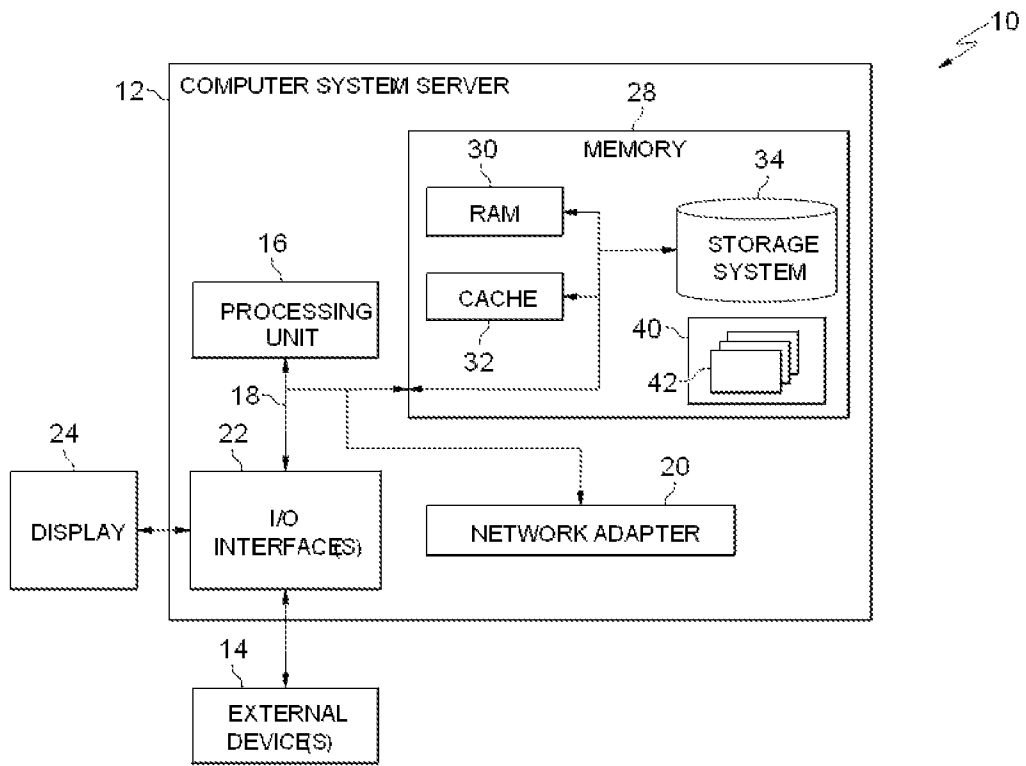 10
12
COMPUTER SYSTEM SERVER
28
MEMORY
30
RAM
34
STORAGE
SYSTEM
16
PROCESSING
UNIT
CACHE
32
40
42
18
24
22
20
DISPLAY
I/O
INTERFACE(S)
NETWORK ADAPTER
14
EXTERNAL
DEVICE(S)